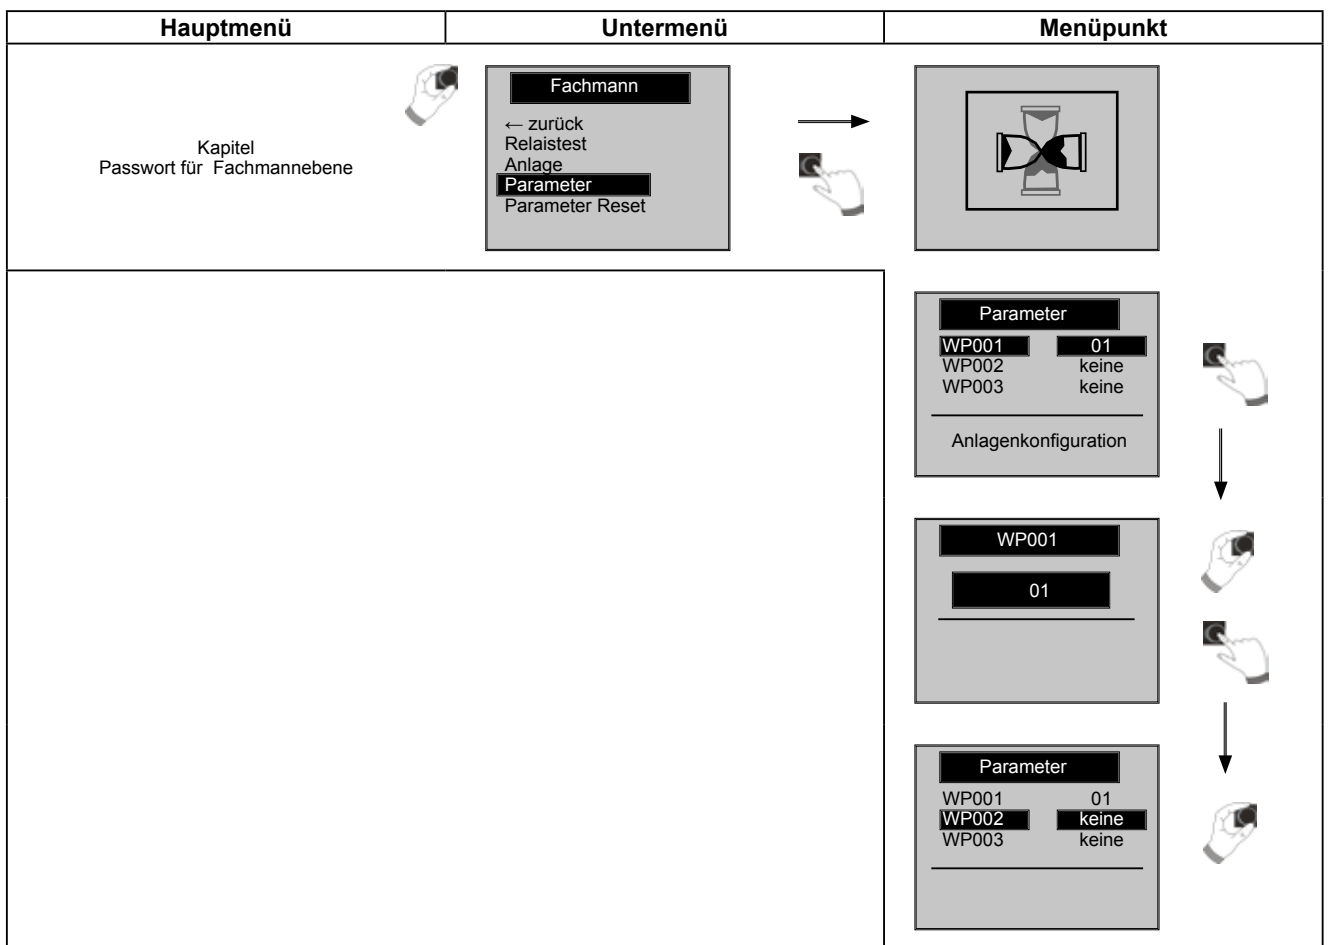 Hauptmenü Untermenü Menüpunkt
Kapitel
Passwort für Fachmannebene
Fachmann
← zurück
Relaistest
Anlage
Parameter
Parameter Reset
Parameter
WP001 01
WP002 keine
WP003 keine
Anlagenkonfiguration
WP001
01
Parameter
WP001 01
WP002 keine
WP003 keine